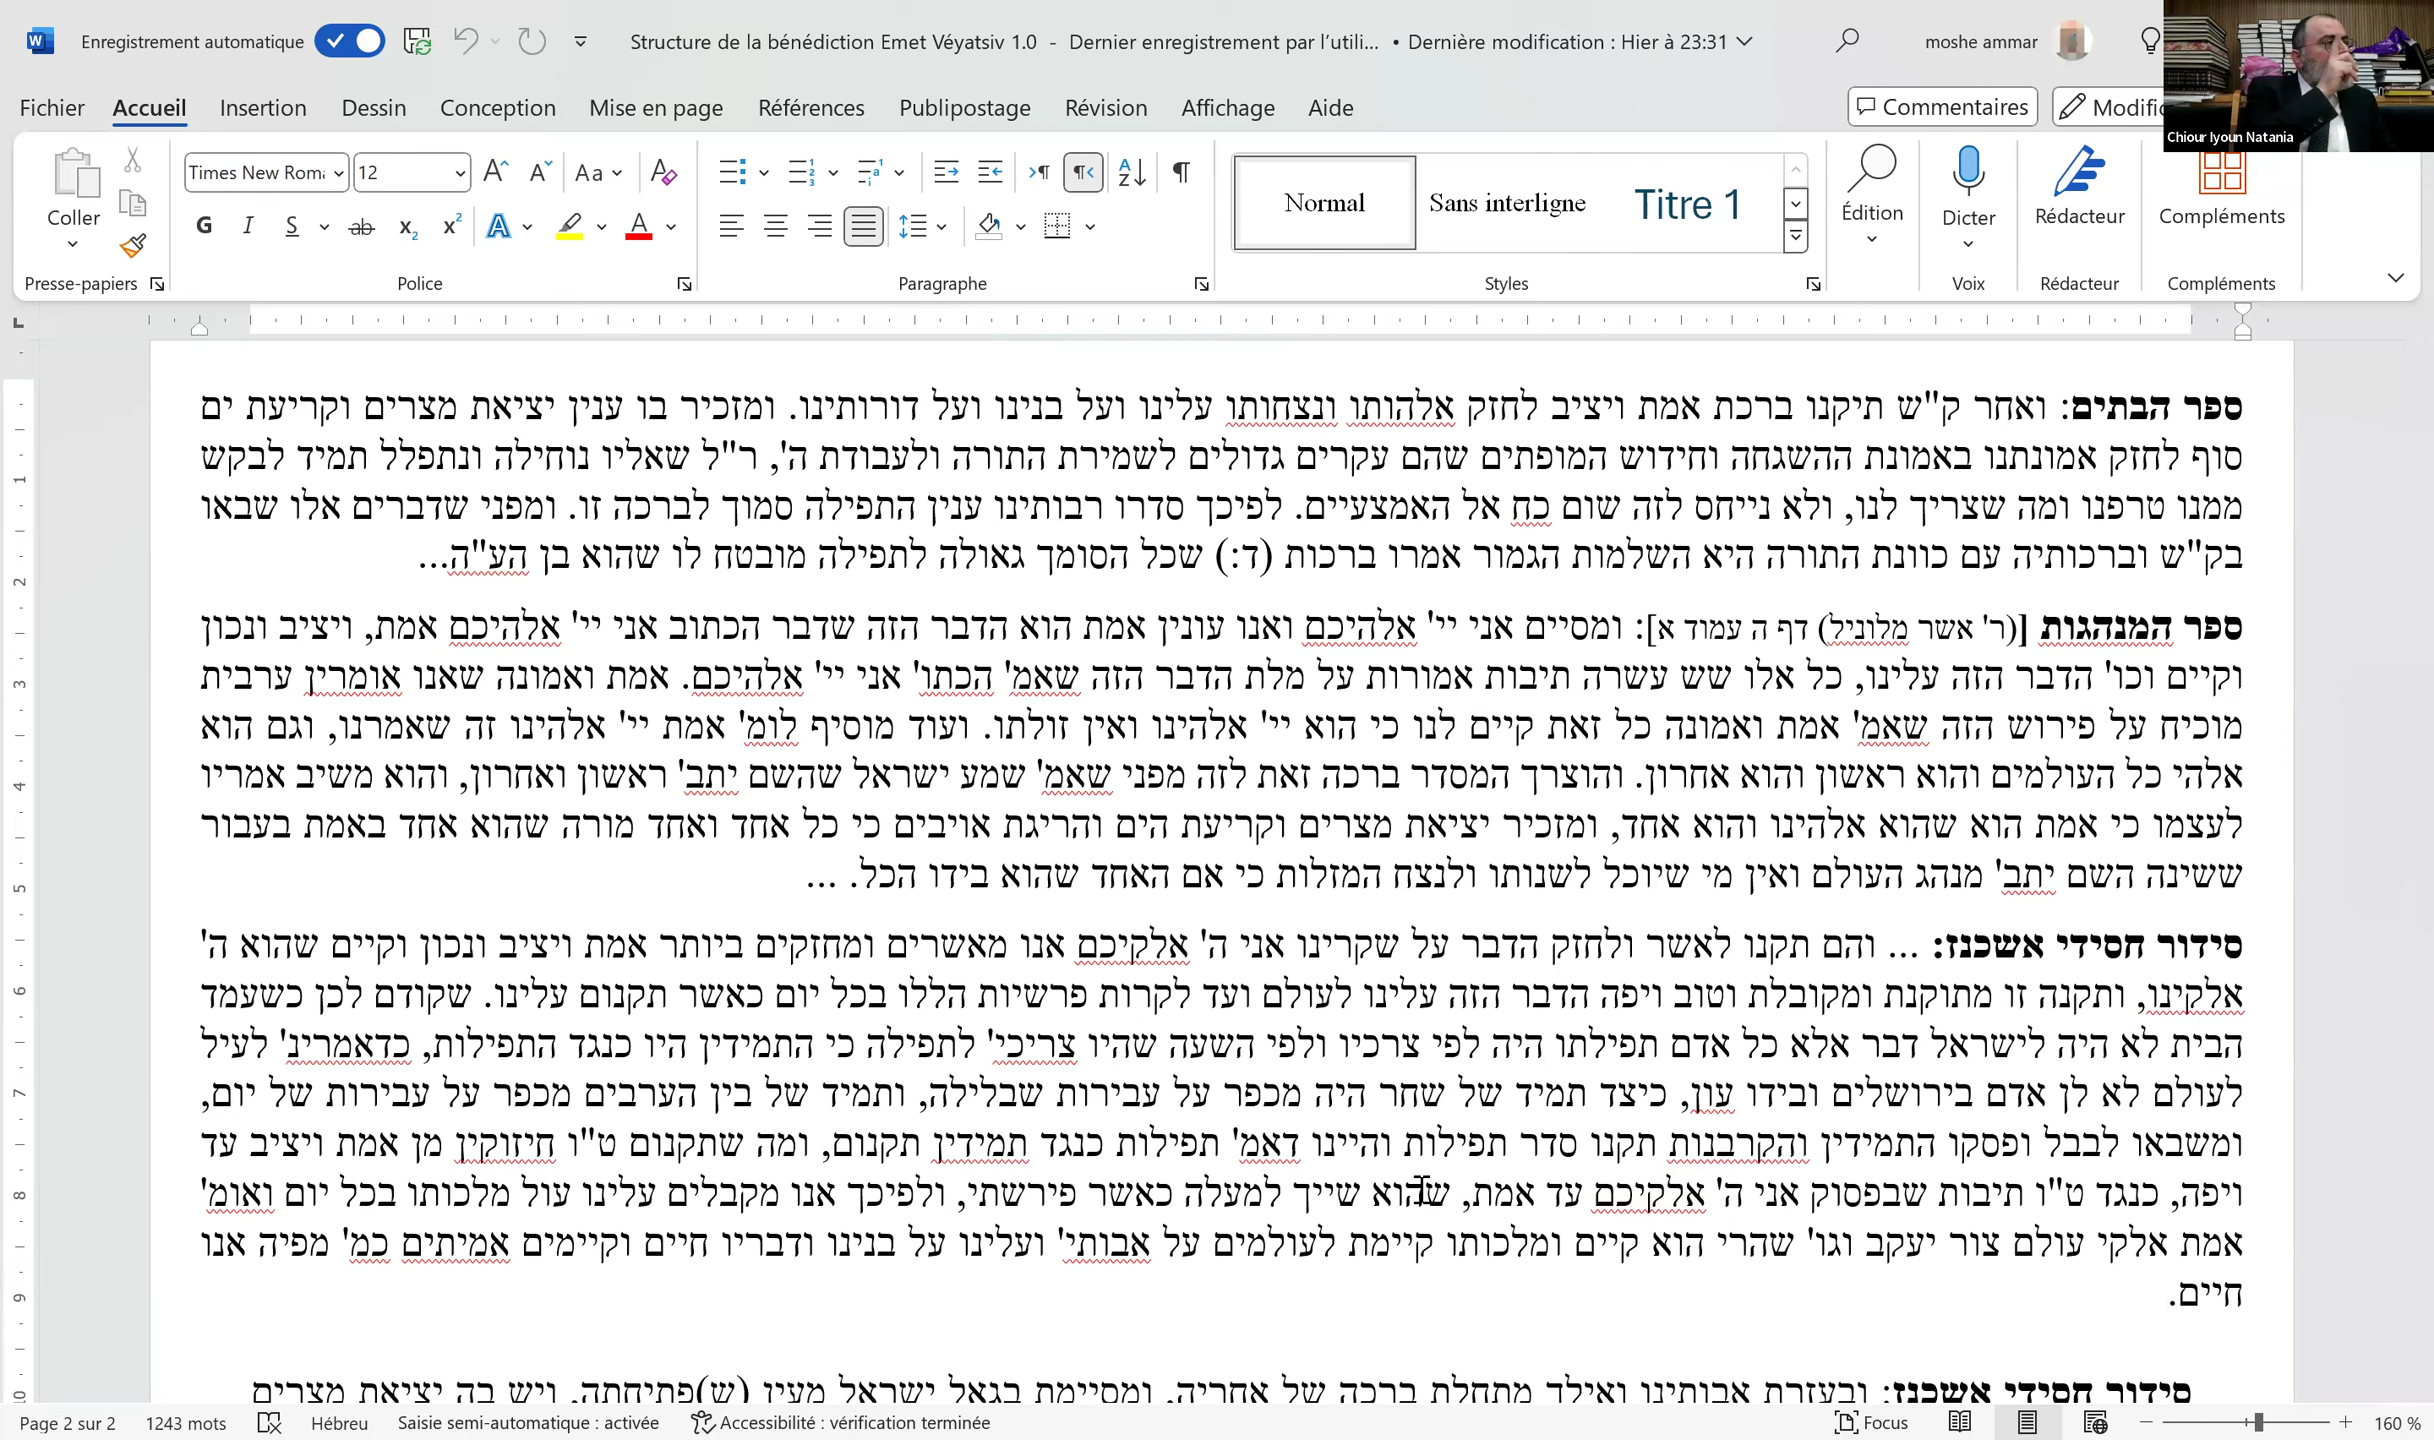 Enregistrement automatique
Structure de la bénédiction Emet Véyatsiv 1.0 - Dernier enregistrement par l'utili... • Dernière modification : Hier à 23:31
moshe ammar
Fichier Accueil Insertion Dessin Conception Mise en page Références Publipostage Révision Affichage Aide
Commentaires
Chiour Iyoun Natania
Coller
Times New Roma 12
Normal Sans interligne Titre 1
Édition Dicter Rédacteur Compléments
Presse-papiers Police Paragraphe Styles Voix Rédacteur Compléments
ספר הבתים: ואחר ק"ש תיקנו ברכת אמת ויציב לחזק אלהותו ונצחותו עלינו ועל בנינו ועל דורותינו. ומזכיר בו ענין יציאת מצרים וקריעת ים
סוף לחזק אמונתנו באמונת ההשגחה וחידוש המופתים שהם עקרים גדולים לשמירת התורה ולעבודת ה', ר"ל שאליו נוחילה ונתפלל תמיד לבקש
ממנו טרפנו ומה שצריך לנו, ולא נייחס לזה שום כח אל האמצעיים. לפיכך סדרו רבותינו ענין התפילה סמוך לברכה זו. ומפני שדברים אלו שבאו
בק"ש וברכותיה עם כוונת התורה היא השלמות הגמור אמרו ברכות (ד:) שכל הסומך גאולה לתפילה מובטח לו שהוא בן הע"ה...
ספר המנהגות [(ר' אשר מלוניל) דף ה עמוד א]: ומסיים אני יי' אלהיכם ואנו עונין אמת הוא הדבר הזה שדבר הכתוב אני יי' אלהיכם אמת, ויציב ונכון
וקיים וכו' הדבר הזה עלינו, כל אלו שש עשרה תיבות אמורות על מלת הדבר הזה שאמ' הכתו' אני יי' אלהיכם. אמת ואמונה שאנו אומרין ערבית
מוכיח על פירוש הזה שאמ' אמת ואמונה כל זאת קיים לנו כי הוא יי' אלהינו ואין זולתו. ועוד מוסיף לומ' אמת יי' אלהינו זה שאמרנו, וגם הוא
אלהי כל העולמים והוא ראשון והוא אחרון. והוצרך המסדר ברכה זאת לזה מפני שאמ' שמע ישראל שהשם יתב' ראשון ואחרון, והוא משיב אמריו
לעצמו כי אמת הוא שהוא אלהינו והוא אחד, ומזכיר יציאת מצרים וקריעת הים והריגת אויבים כי כל אחד ואחד מורה שהוא אחד באמת בעבור
ששינה השם יתב' מנהג העולם ואין מי שיוכל לשנותו ולנצח המזלות כי אם האחד שהוא בידו הכל. ...
סידור חסידי אשכנז: ... והם תקנו לאשר ולחזק הדבר על שקרינו אני ה' אלקיכם אנו מאשרים ומחזקים ביותר אמת ויציב ונכון וקיים שהוא ה'
אלקינו, ותקנה זו מתוקנת ומקובלת וטוב ויפה הדבר הזה עלינו לעולם ועד לקרות פרשיות הללו בכל יום כאשר תקנום עלינו. שקודם לכן כשעמד
הבית לא היה לישראל דבר אלא כל אדם תפילתו היה לפי צרכיו ולפי השעה שהיו צריכי' לתפילה כי התמידין היו כנגד התפילות, כדאמרינ' לעיל
לעולם לא לן אדם בירושלים ובידו עון, כיצד תמיד של שחר היה מכפר על עבירות שבלילה, ותמיד של בין הערבים מכפר על עבירות של יום,
ומשבאו לבבל ופסקו התמידין והקרבנות תקנו סדר תפילות והיינו דאמ' תפילות כנגד תמידין תקנום, ומה שתקנום ט"ו חיזוקין מן אמת ויציב עד
ויפה, כנגד ט"ו תיבות שבפסוק אני ה' אלקיכם עד אמת, שהוא שייך למעלה כאשר פירשתי, ולפיכך אנו מקבלים עלינו עול מלכותו בכל יום ואומ'
אמת אלקי עולם צור יעקב וגו' שהרי הוא קיים ומלכותו קיימת לעולמים על אבותי' ועלינו על בנינו ודבריו חיים וקיימים אמיתים כמ' מפיה אנו
חיים.
סידור חסידי אשכנז: ובעזרת אבותינו ואילך מתחלת ברכה של אחריה, ומסיימת בגאל ישראל מעין (ש)פתיחתה, ויש בה יציאת מצרים
Page 2 sur 2 1243 mots Hébreu Saisie semi-automatique : activée Accessibilité : vérification terminée Focus 160 %